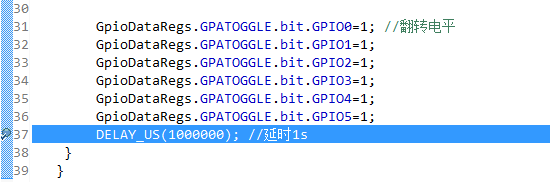 30
31 GpioDataRegs.GPATOGGLE.bit.GPIO0=1; //翻转电平
32 GpioDataRegs.GPATOGGLE.bit.GPIO1=1;
33 GpioDataRegs.GPATOGGLE.bit.GPIO2=1;
34 GpioDataRegs.GPATOGGLE.bit.GPIO3=1;
35 GpioDataRegs.GPATOGGLE.bit.GPIO4=1;
36 GpioDataRegs.GPATOGGLE.bit.GPIO5=1;
37 DELAY_US(1000000); //延时1s
38 }
39 }